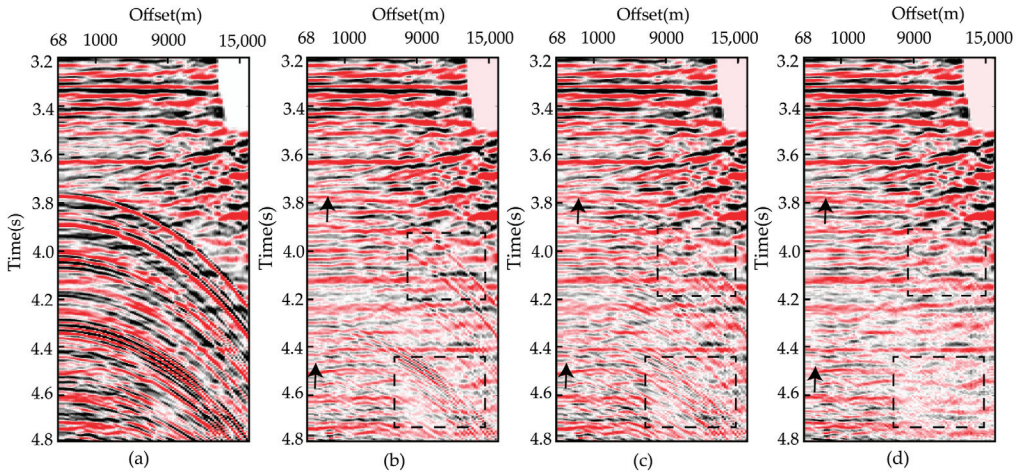 Offset(m) Offset(m) Offset(m) Offset(m)
68 1000 9000 15,000 68 1000 9000 15,000 68 1000 9000 15,000 68 1000 9000 15,000
3.2 3.2 3.2 3.2
3.4 3.4 3.4 3.4
3.6 3.6 3.6 3.6
3.8 3.8 3.8 3.8
Time(s) Time(s) Time(s) Time(s)
4.0 4.0 4.0 4.0
4.2 4.2 4.2 4.2
4.4 4.4 4.4 4.4
4.6 4.6 4.6 4.6
4.8 4.8 4.8 4.8
(a) (b) (c) (d)